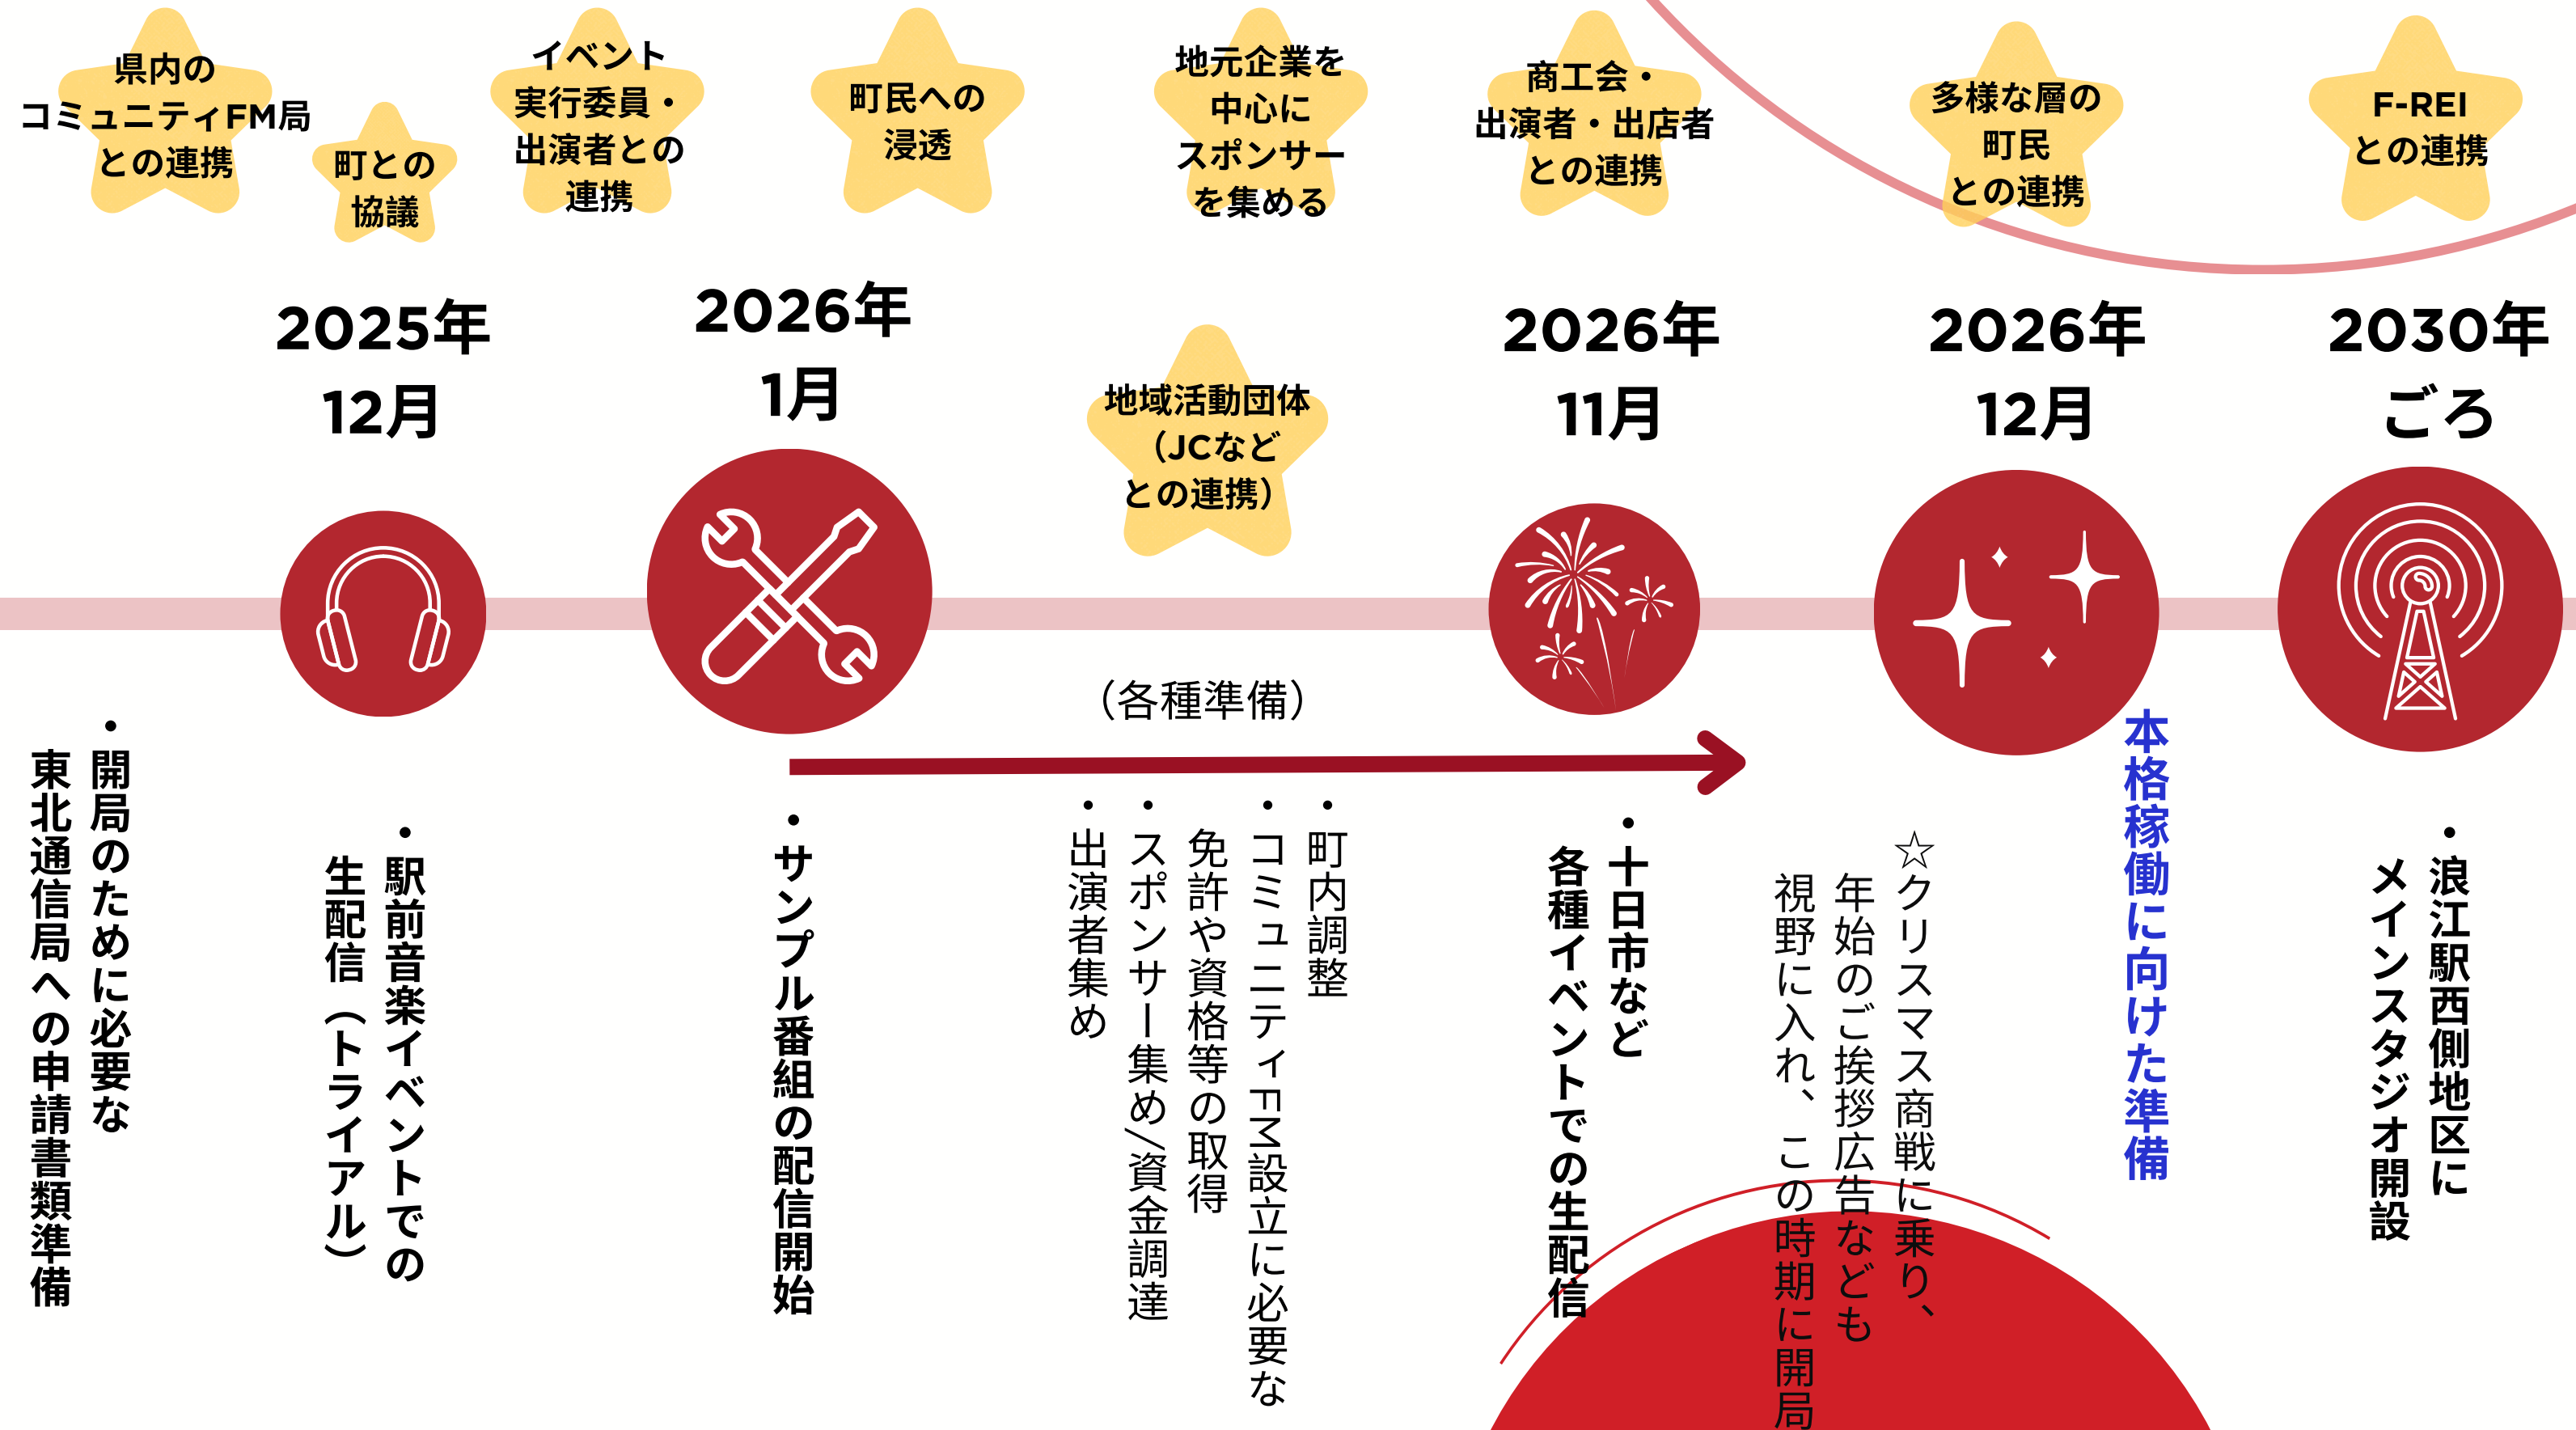 県内の
コミュニティFM局
との連携
町との
協議
イベント
実行委員・
出演者との
連携
町民への
浸透
地元企業を
中心に
スポンサー
を集める
商工会・
出演者・出店者
との連携
多様な層の
町民
との連携
F-REI
との連携
地域活動団体
（JCなど
との連携）
2025年
12月
2026年
1月
2026年
11月
2026年
12月
2030年
ごろ
・開局のために必要な
東北通信局への申請書類準備
・駅前音楽イベントでの
生配信（トライアル）
・サンプル番組の配信開始
（各種準備）
・町内調整
・コミュニティFM設立に必要な
免許や資格等の取得
・スポンサー集め/資金調達
・出演者集め
・十日市など
各種イベントでの生配信
☆クリスマス商戦に乗り、
年始のご挨拶広告なども
視野に入れ、この時期に開局
本格稼働に向けた準備
・浪江駅西側地区に
メインスタジオ開設